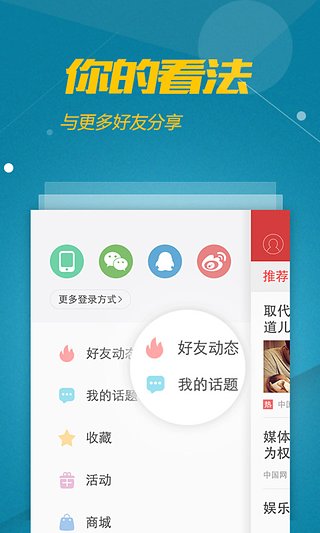 你的看法
与更多好友分享
更多登录方式>
好友动态
我的话题
收藏
活动
商城
好友动态
我的话题
推荐
取代
道儿
热 中国
媒体
为权
中国网
娱乐